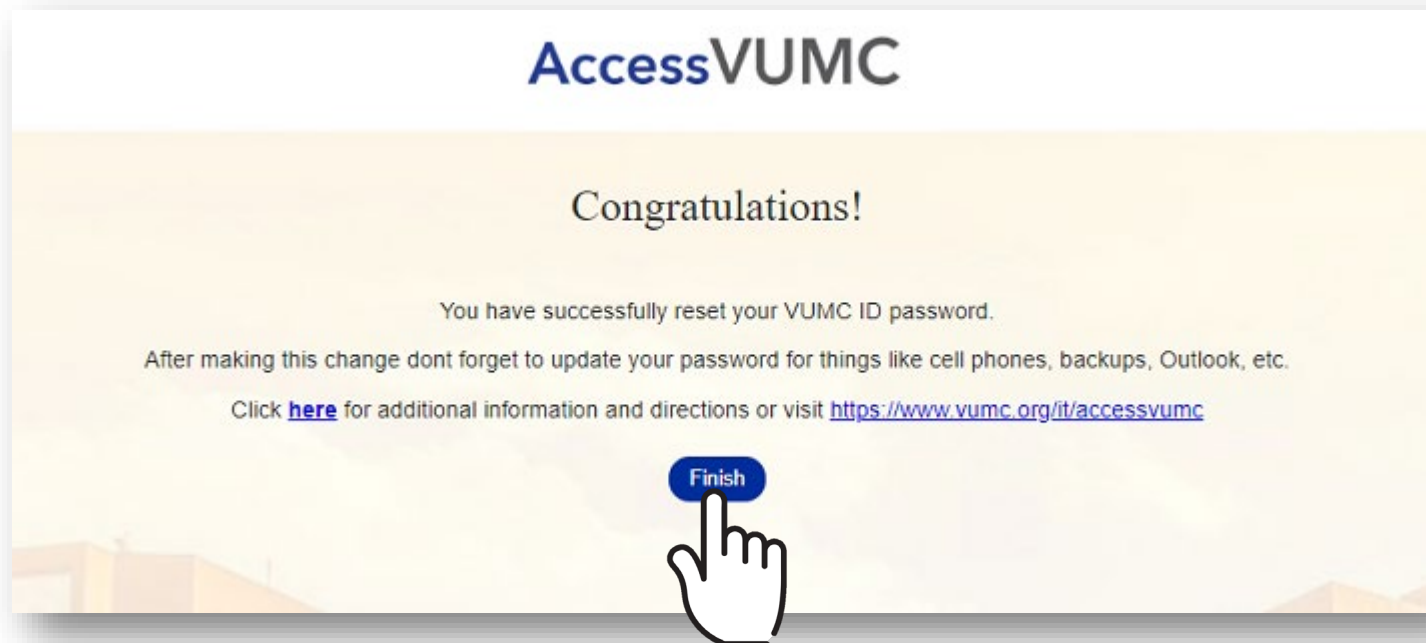 AccessVUMC
Congratulations!
You have successfully reset your VUMC ID password.
After making this change dont forget to update your password for things like cell phones, backups, Outlook, etc.
Click here for additional information and directions or visit https://www.vumc.org/it/accessvumc
Finish